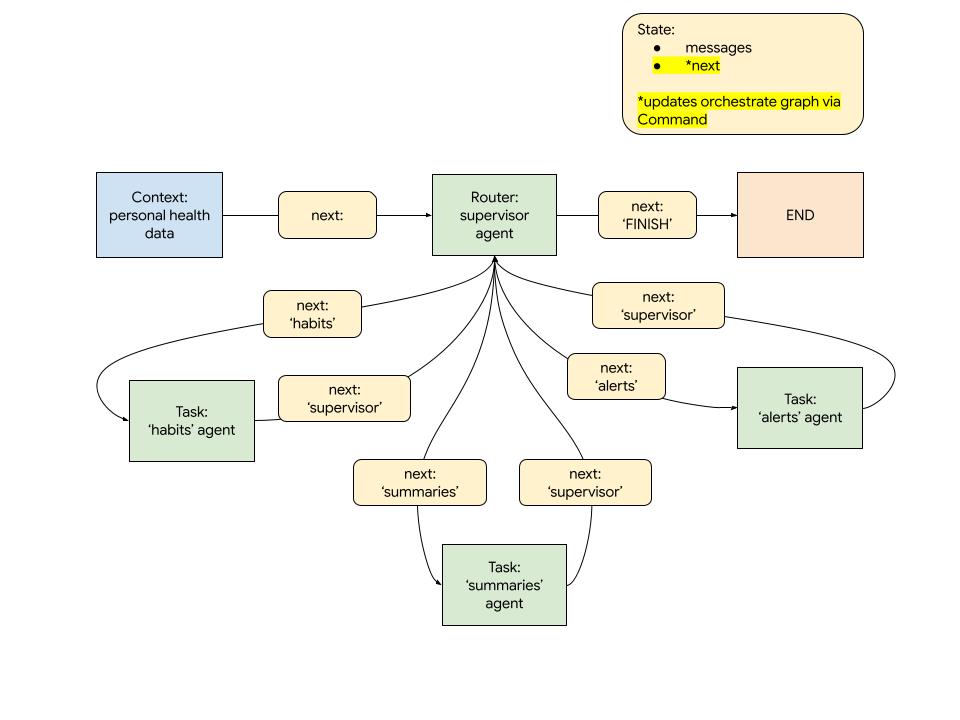 State:
● messages
● *next
*updates orchestrate graph via
Command
Context:
personal health
data
next:
Router:
supervisor
agent
next:
‘FINISH’
END
next:
‘habits’
next:
‘supervisor’
next:
‘supervisor’
next:
‘alerts’
Task:
‘habits’ agent
Task:
‘alerts’ agent
next:
‘summaries’
next:
‘supervisor’
Task:
‘summaries’
agent